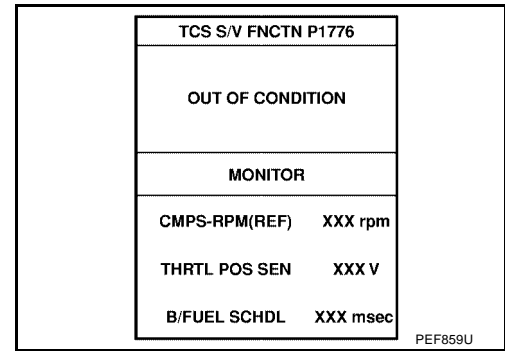 TCS S/V FNCTN P1776
OUT OF CONDITION
MONITOR
CMPS-RPM(REF) XXX rpm
THRTL POS SEN XXX V
B/FUEL SCHDL XXX msec
PEF859U